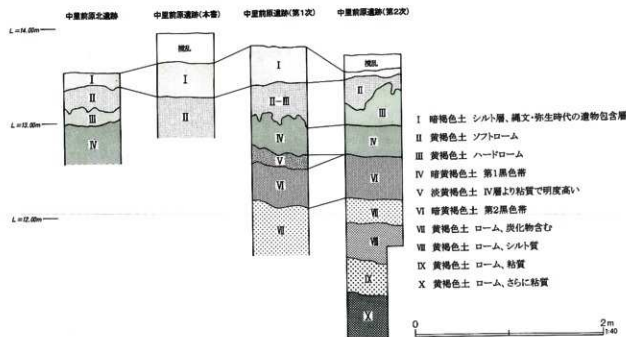 中里前原北遺跡
中里前原遺跡(本書)
中里前原遺跡(第1次)
中里前原遺跡(第2次)
L=14.00m
L=13.00m
L=12.00m
I
II
III
IV
攪乱
I
II
I
II-III
IV
V
VI
VII
攪乱
II
III
IV
VI
VII
VIII
IX
X
I 暗褐色土 シルト層、縄文・弥生時代の遺物包含層
II 黄褐色土 ソフトローム
III 黄褐色土 ハードローム
IV 暗黄褐色土 第1黒色帯
V 淡黄褐色土 IV層より粘質で明度高い
VI 暗黄褐色土 第2黒色帯
VII 黄褐色土 ローム、炭化物含む
VIII 黄褐色土 ローム、シルト質
IX 黄褐色土 ローム、粘質
X 黄褐色土 ローム、さらに粘質
0
2m
1:40